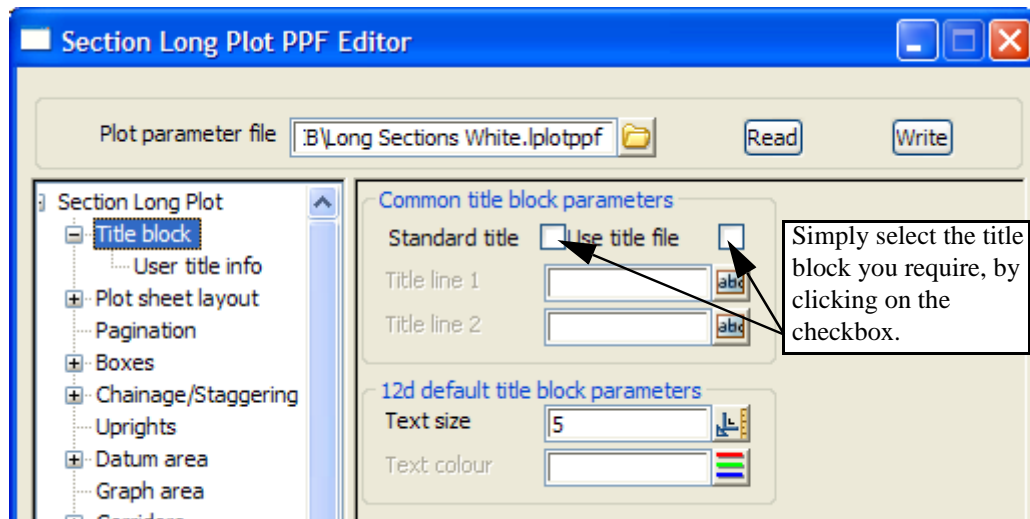 Section Long Plot PPF Editor
Plot parameter file :B\Long Sections White.lplotppf Read Write
Section Long Plot
Title block
User title info
Plot sheet layout
Pagination
Boxes
Chainage/Staggering
Uprights
Datum area
Graph area
Corridors
Common title block parameters
Standard title Use title file
Title line 1 abc
Title line 2 abc
12d default title block parameters
Text size 5
Text colour
Simply select the title
block you require, by
clicking on the
checkbox.